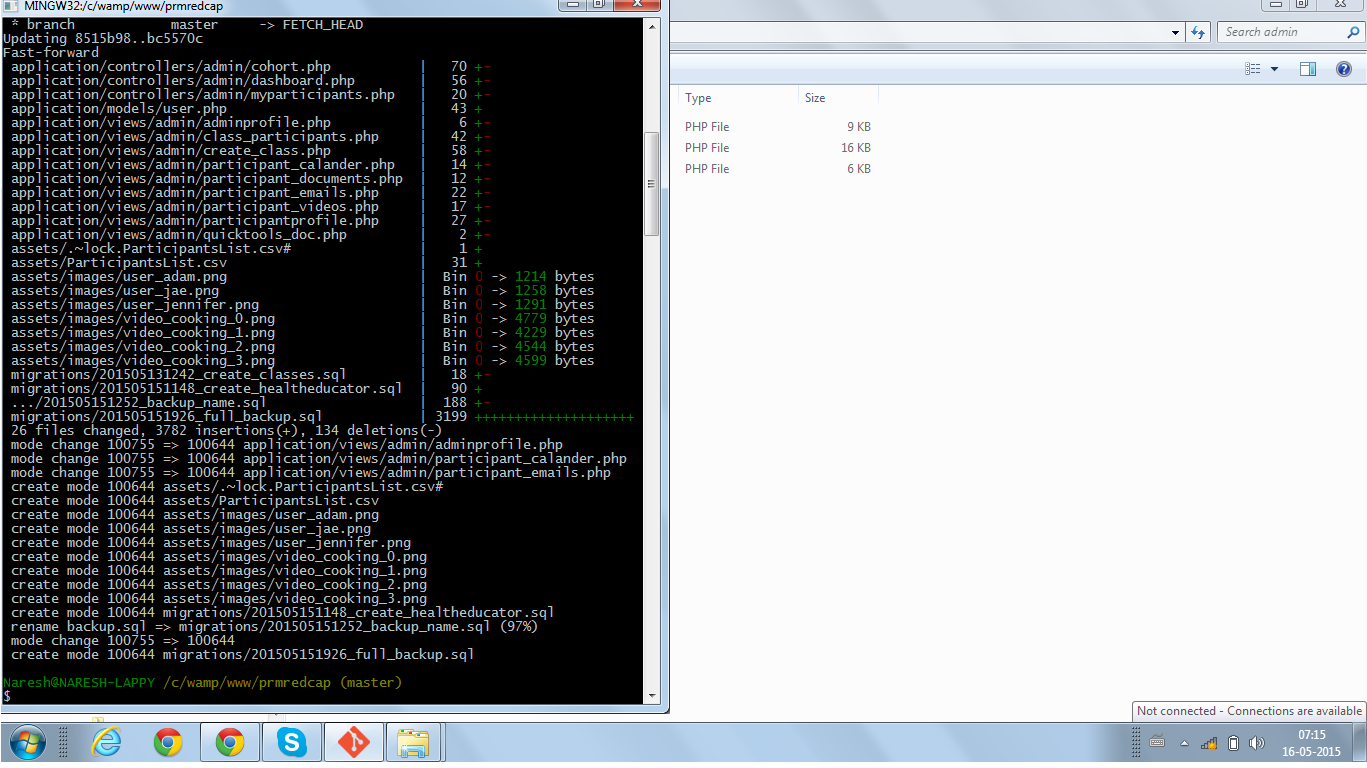 MINGW32:/c/wamp/www/prmredcap
* branch master -> FETCH_HEAD
Updating 8515b98..bc5570c
Fast-forward
application/controllers/admin/cohort.php | 70 +-
application/controllers/admin/dashboard.php | 56 +-
application/controllers/admin/myparticipants.php | 20 +-
application/models/user.php | 43 +
application/views/admin/adminprofile.php | 6 +-
application/views/admin/class_participants.php | 42 +-
application/views/admin/create_class.php | 58 +-
application/views/admin/participant_calander.php | 14 +-
application/views/admin/participant_documents.php | 12 +-
application/views/admin/participant_emails.php | 22 +-
application/views/admin/participant_videos.php | 17 +-
application/views/admin/participantprofile.php | 27 +-
application/views/admin/quicktools_doc.php | 2 +-
assets/.~lock.ParticipantsList.csv# | 1 +
assets/ParticipantsList.csv | 31 +
assets/images/user_adam.png | Bin 0 -> 1214 bytes
assets/images/user_jae.png | Bin 0 -> 1258 bytes
assets/images/user_jennifer.png | Bin 0 -> 1291 bytes
assets/images/video_cooking_0.png | Bin 0 -> 4779 bytes
assets/images/video_cooking_1.png | Bin 0 -> 4229 bytes
assets/images/video_cooking_2.png | Bin 0 -> 4544 bytes
assets/images/video_cooking_3.png | Bin 0 -> 4599 bytes
migrations/201505131242_create_classes.sql | 18 +-
migrations/201505151148_create_healtheducator.sql | 90 +
.../201505151252_backup_name.sql | 188 +-
migrations/201505151926_full_backup.sql | 3199 ++++++++++++++++++++
26 files changed, 3782 insertions(+), 134 deletions(-)
mode change 100755 => 100644 application/views/admin/adminprofile.php
mode change 100755 => 100644 application/views/admin/participant_calander.php
mode change 100755 => 100644 application/views/admin/participant_emails.php
create mode 100644 assets/.~lock.ParticipantsList.csv#
create mode 100644 assets/ParticipantsList.csv
create mode 100644 assets/images/user_adam.png
create mode 100644 assets/images/user_jae.png
create mode 100644 assets/images/user_jennifer.png
create mode 100644 assets/images/video_cooking_0.png
create mode 100644 assets/images/video_cooking_1.png
create mode 100644 assets/images/video_cooking_2.png
create mode 100644 assets/images/video_cooking_3.png
create mode 100644 migrations/201505151148_create_healtheducator.sql
rename backup.sql => migrations/201505151252_backup_name.sql (97%)
mode change 100755 => 100644
create mode 100644 migrations/201505151926_full_backup.sql
Naresh@NARESH-LAPPY /c/wamp/www/prmredcap (master)
$
Search admin
Type Size
PHP File 9 KB
PHP File 16 KB
PHP File 6 KB
Not connected - Connections are available
07:15
16-05-2015